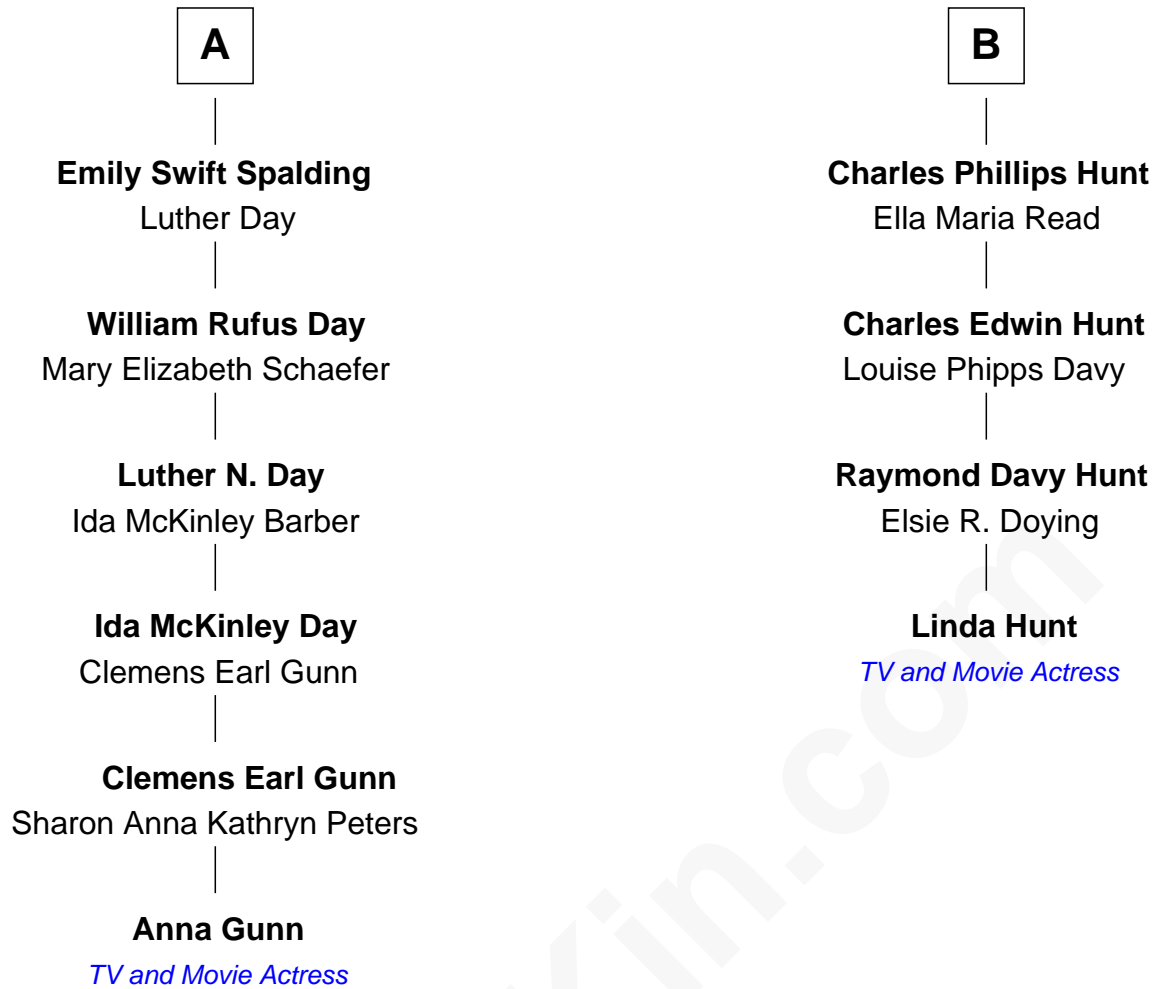 A
Emily Swift Spalding
Luther Day
William Rufus Day
Mary Elizabeth Schaefer
Luther N. Day
Ida McKinley Barber
Ida McKinley Day
Clemens Earl Gunn
Clemens Earl Gunn
Sharon Anna Kathryn Peters
Anna Gunn
TV and Movie Actress
B
Charles Phillips Hunt
Ella Maria Read
Charles Edwin Hunt
Louise Phipps Davy
Raymond Davy Hunt
Elsie R. Doying
Linda Hunt
TV and Movie Actress
kin.com